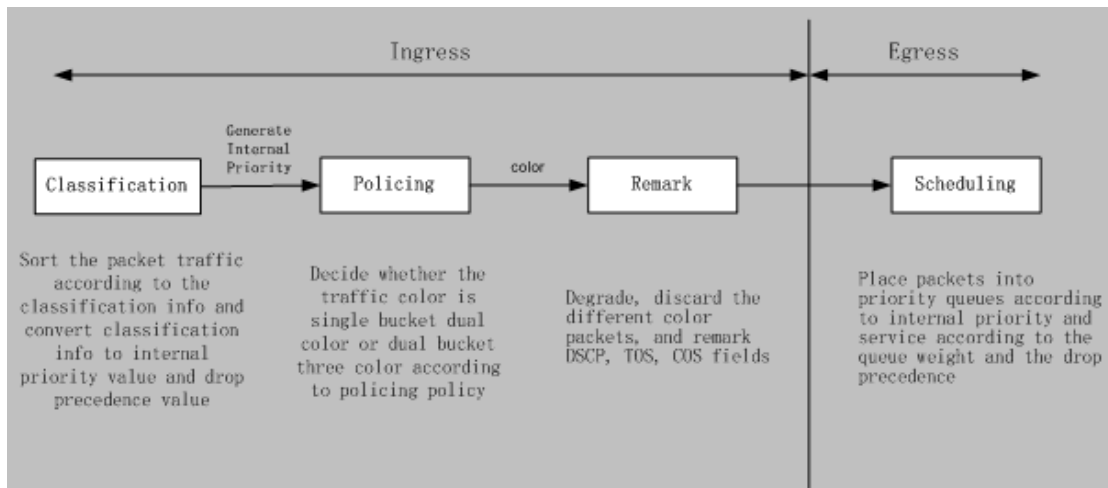 Ingress
Egress
Generate
Internal
Priority
Classification
Policing
color
Remark
Scheduling
Sort the packet traffic
according to the
classification info and
convert classification
info to internal
priority value and drop
precedence value
Decide whether the
traffic color is
single bucket dual
color or dual bucket
three color according
to policing policy
Degrade, discard the
different color
packets, and remark
DSCP, TOS, COS fields
Place packets into
priority queues according
to internal priority and
service according to the
queue weight and the drop
precedence